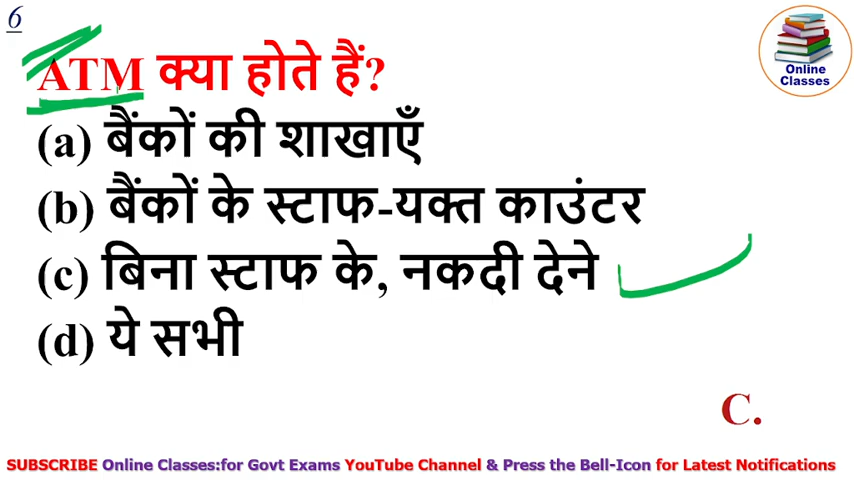 6
Online
Classes
ATM क्या होते हैं?
(a) बैंकों की शाखाएँ
(b) बैंकों के स्टाफ-यक्त काउंटर
(c) बिना स्टाफ के, नकदी देने
(d) ये सभी
C.
SUBSCRIBE Online Classes:for Govt Exams YouTube Channel & Press the Bell-Icon for Latest Notifications